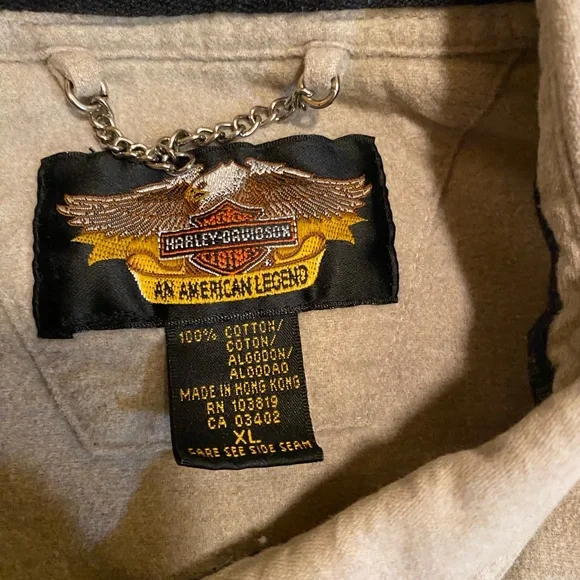 HARLEY-DAVIDSON
®
AN AMERICAN LEGEND
100% COTTON/
COTON/
ALGODON/
ALGODAO
MADE IN HONG KONG
RN 103819
CA 03402
XL
CARE SEE SIDE SEAM